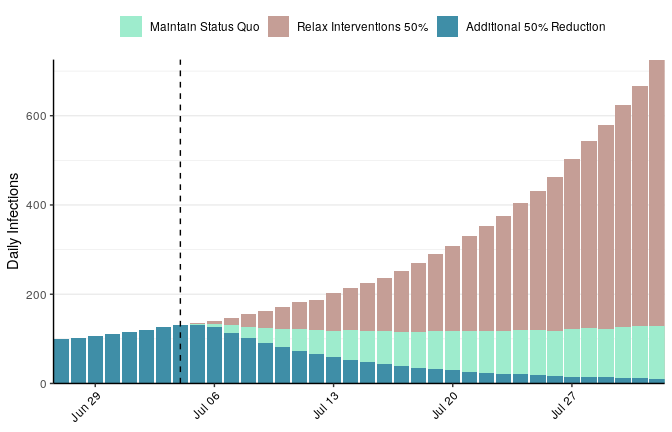 Maintain Status Quo Relax Interventions 50% Additional 50% Reduction
Daily Infections
600
400
200
0
Jun 29 Jul 06 Jul 13 Jul 20 Jul 27